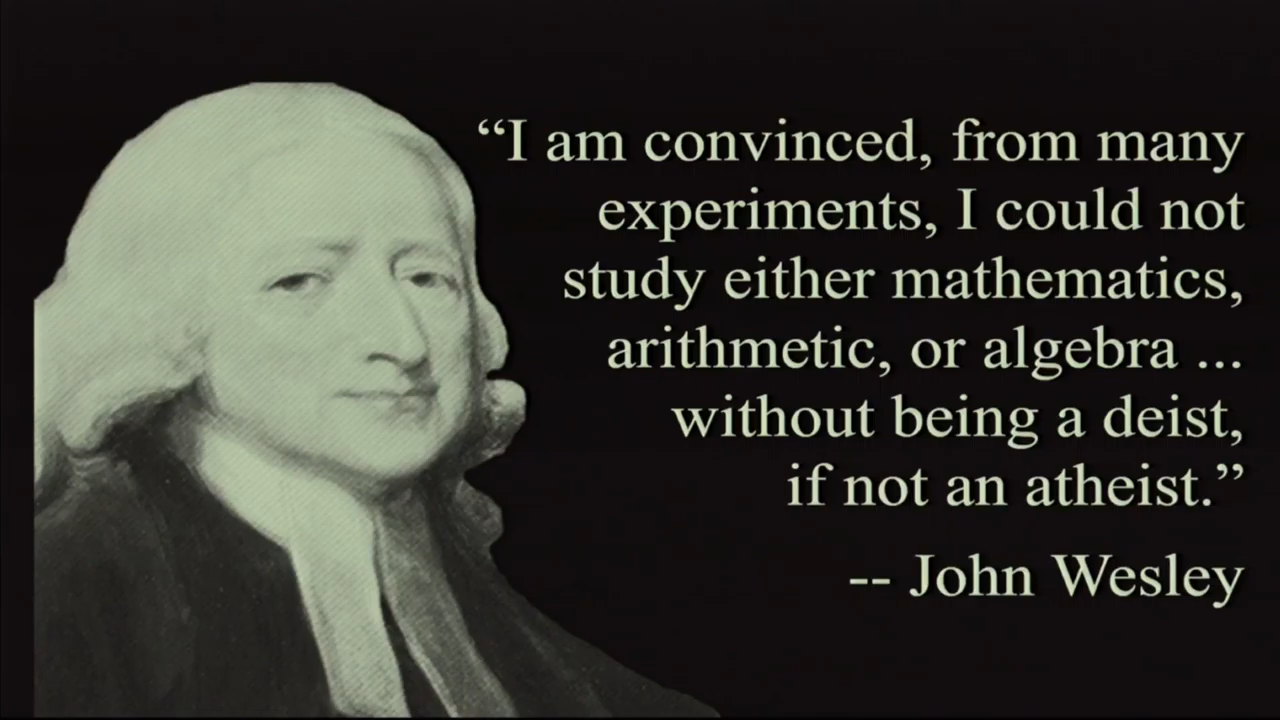 “I am convinced, from many
experiments, I could not
study either mathematics,
arithmetic, or algebra ...
without being a deist,
if not an atheist.”
-- John Wesley